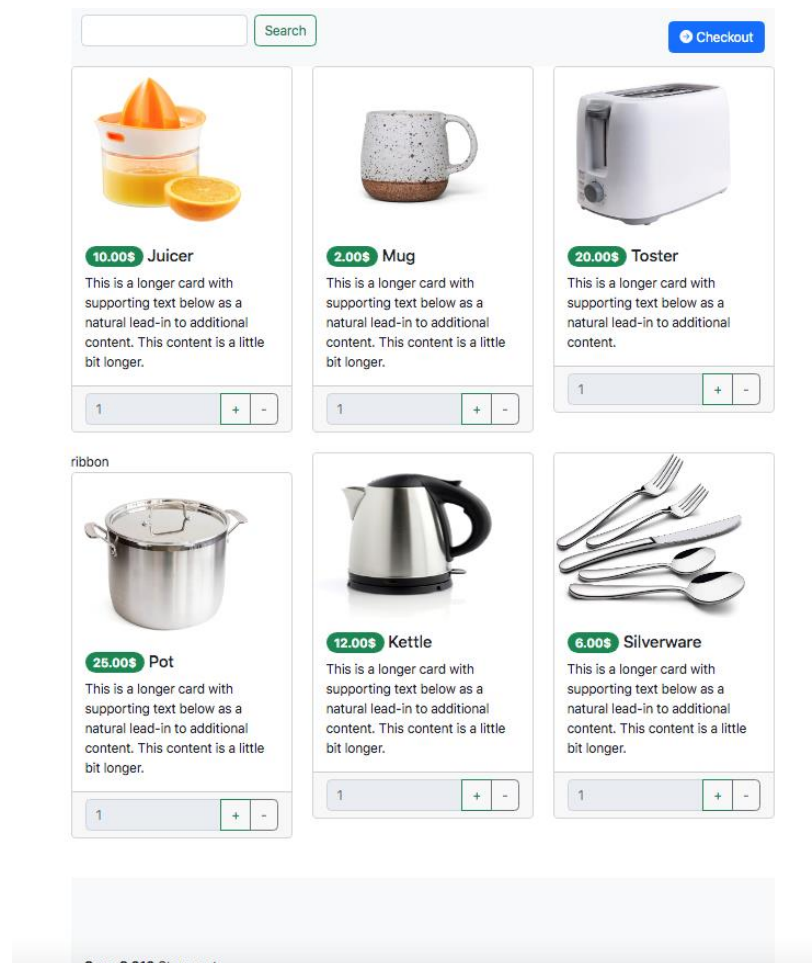 Search
Checkout
10.00$ Juicer
This is a longer card with
supporting text below as a
natural lead-in to additional
content. This content is a little
bit longer.
1 + -
2.00$ Mug
This is a longer card with
supporting text below as a
natural lead-in to additional
content. This content is a little
bit longer.
1 + -
20.00$ Toster
This is a longer card with
supporting text below as a
natural lead-in to additional
content.
1 + -
ribbon
25.00$ Pot
This is a longer card with
supporting text below as a
natural lead-in to additional
content. This content is a little
bit longer.
1 + -
12.00$ Kettle
This is a longer card with
supporting text below as a
natural lead-in to additional
content. This content is a little
bit longer.
1 + -
6.00$ Silverware
This is a longer card with
supporting text below as a
natural lead-in to additional
content. This content is a little
bit longer.
1 + -